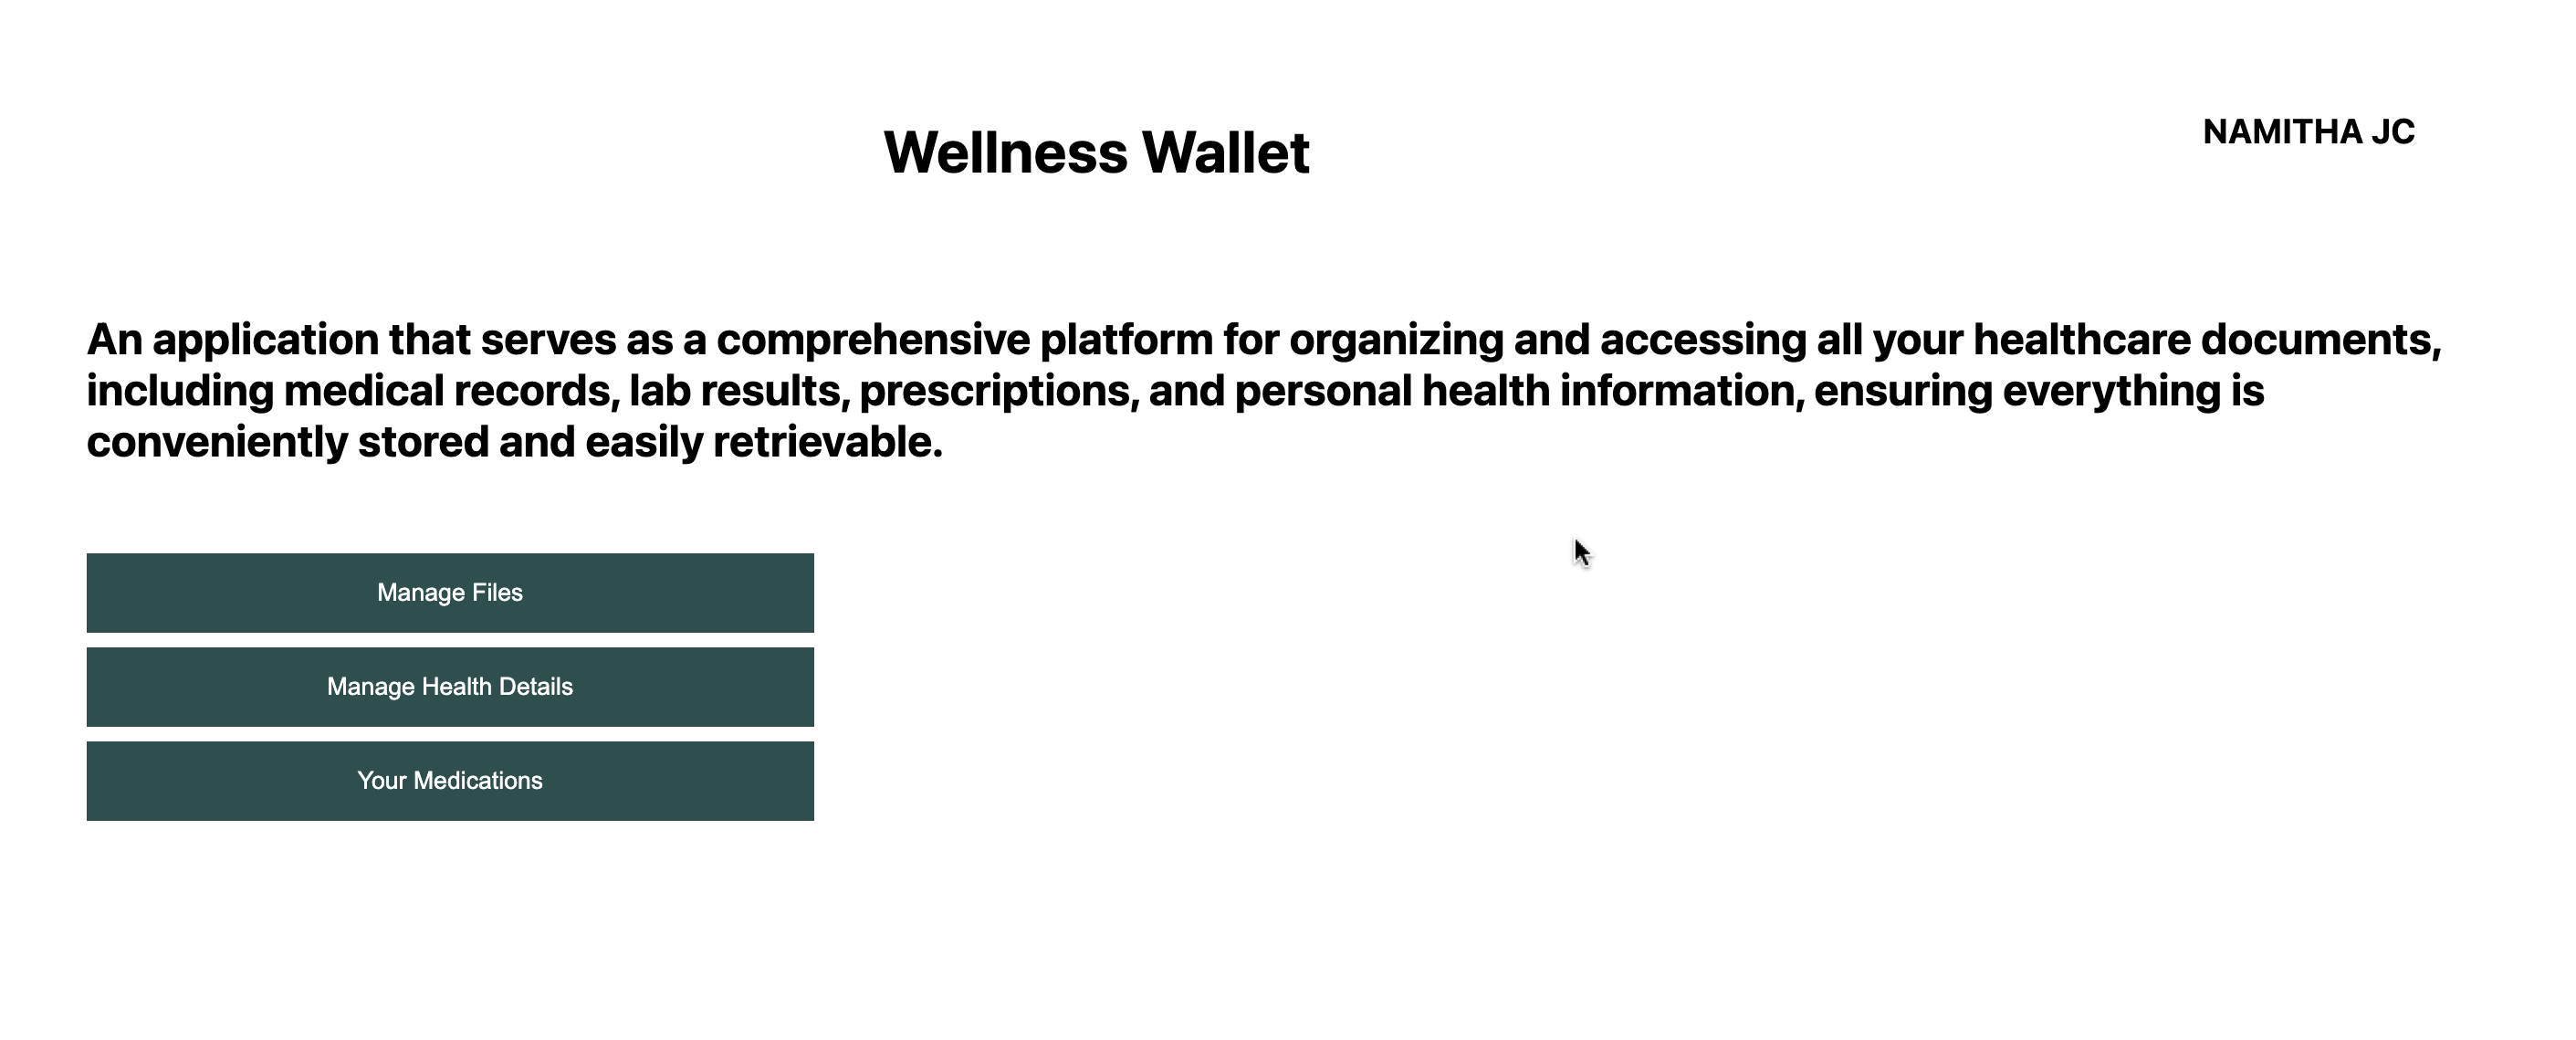 Wellness Wallet
NAMITHA JC
An application that serves as a comprehensive platform for organizing and accessing all your healthcare documents,
including medical records, lab results, prescriptions, and personal health information, ensuring everything is
conveniently stored and easily retrievable.
Manage Files
Manage Health Details
Your Medications